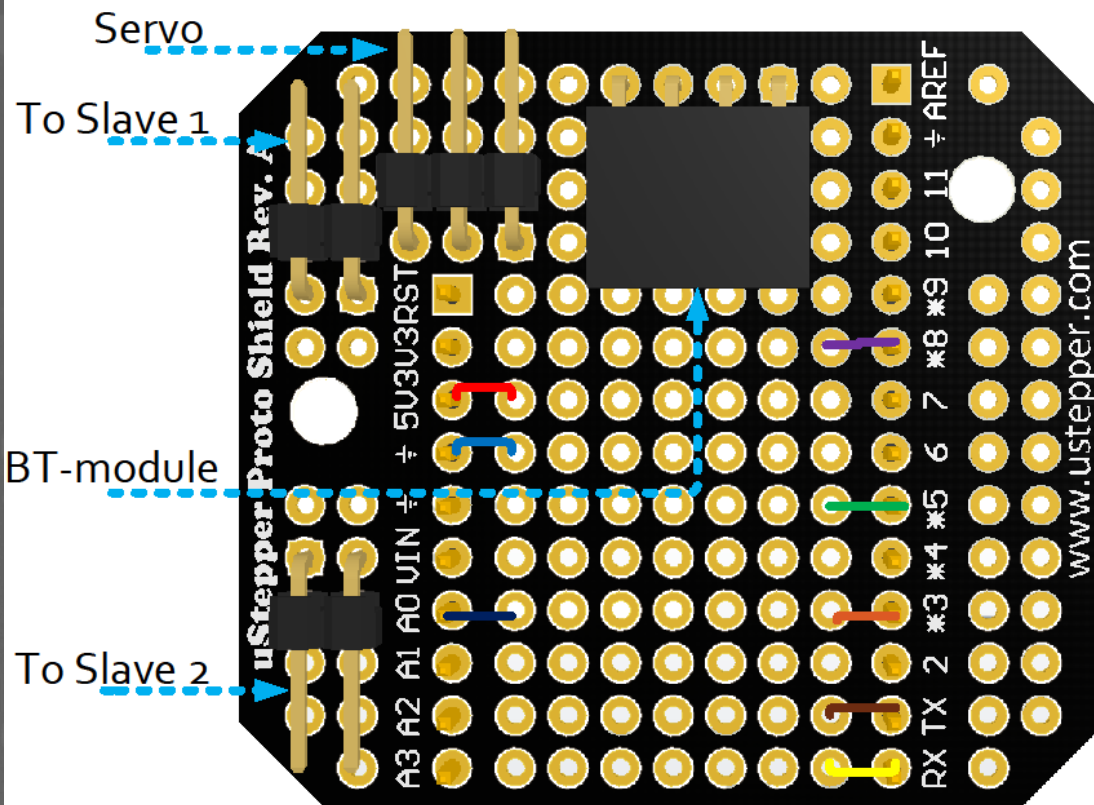 Servo
To Slave 1
BT-module
To Slave 2
uStepper Proto Shield Rev. A
RST
3V3
5V
VIN
A0
A1
A2
A3
AREF
11
10
*9
*8
7
6
*5
*4
*3
2
TX
RX
www.ustepper.com